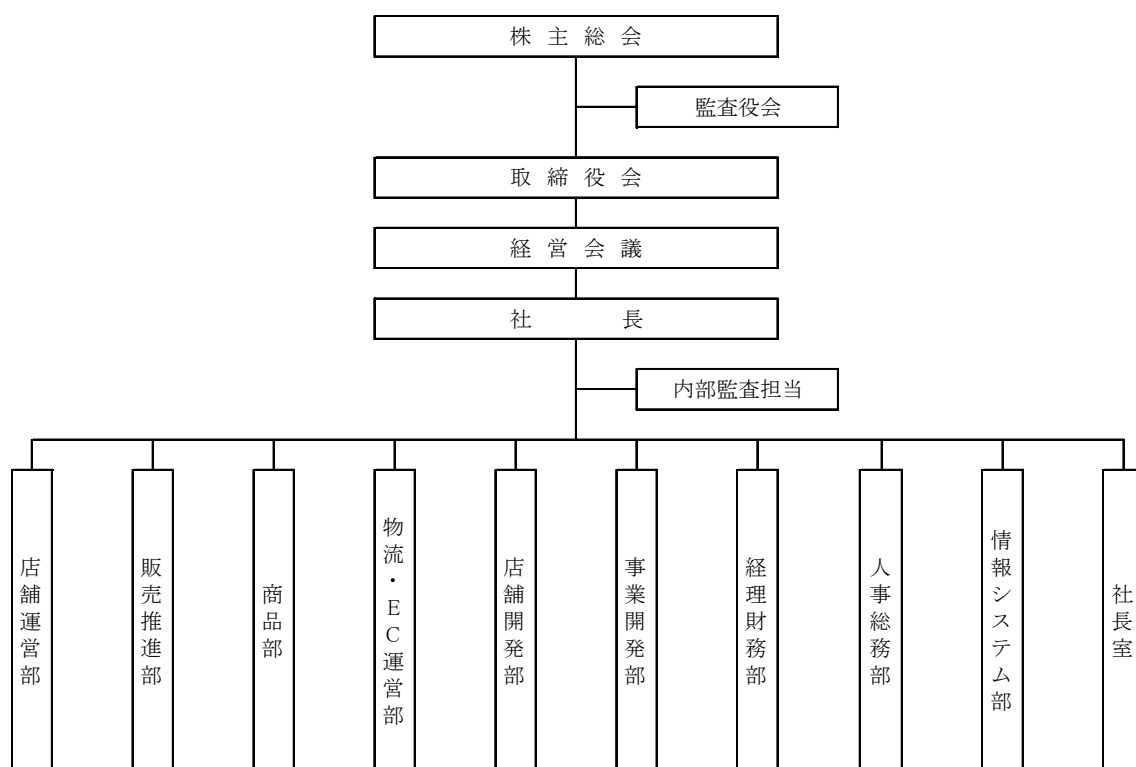 株主総会
監査役会
取締役会
経営会議
社長
内部監査担当
店舗運営部
販売推進部
商品部
物流・EC運営部
店舗開発部
事業開発部
経理財務部
人事総務部
情報システム部
社長室